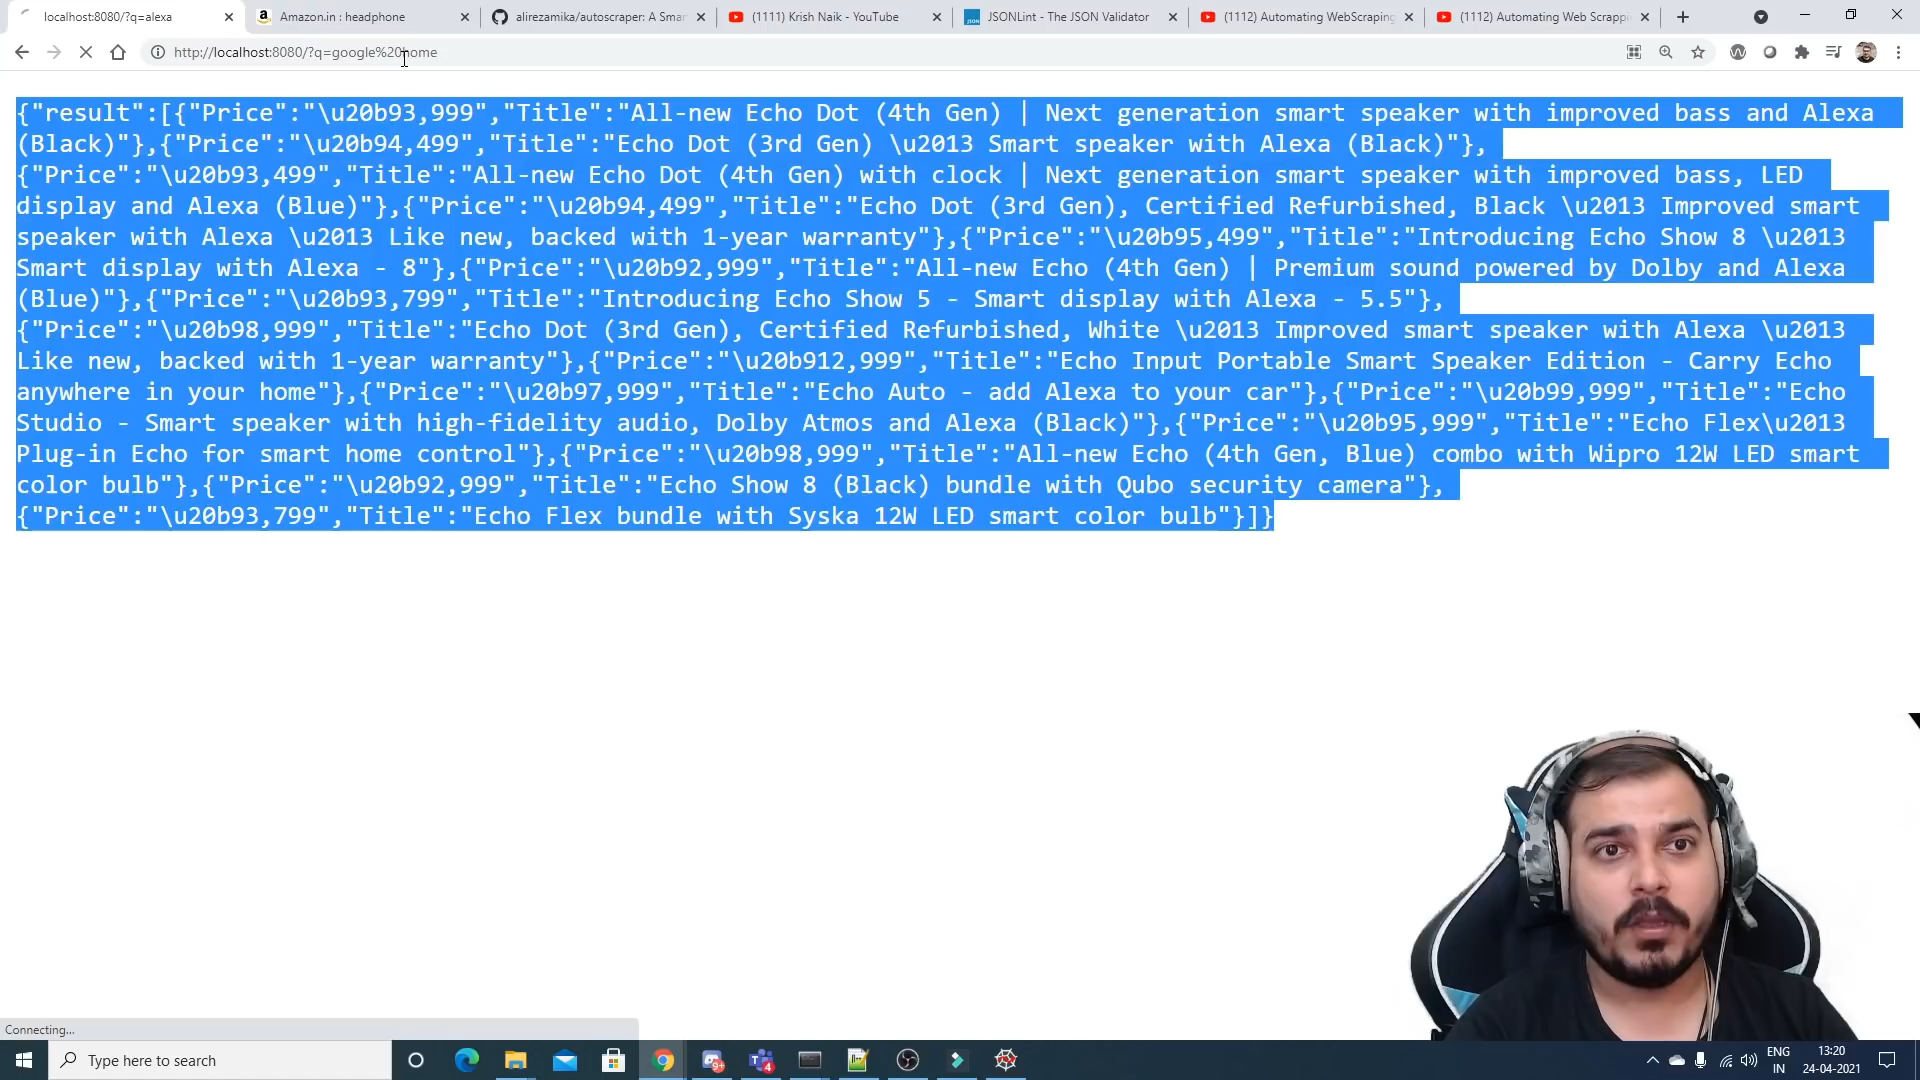 localhost:8080/?q=alexa
Amazon.in : headphone
alirezamika/autoscraper: A Smar
(1111) Krish Naik - YouTube
JSONLint - The JSON Validator
(1112) Automating WebScraping
(1112) Automating Web Scrapp
http://localhost:8080/?q=google%20home
{"result":[{"Price":"\u20b93,999","Title":"All-new Echo Dot (4th Gen) | Next generation smart speaker with improved bass and Alexa
(Black)"},{"Price":"\u20b94,499","Title":"Echo Dot (3rd Gen) \u2013 Smart speaker with Alexa (Black)"},
{"Price":"\u20b93,499","Title":"All-new Echo Dot (4th Gen) with clock | Next generation smart speaker with improved bass, LED
display and Alexa (Blue)"},{"Price":"\u20b94,499","Title":"Echo Dot (3rd Gen), Certified Refurbished, Black \u2013 Improved smart
speaker with Alexa \u2013 Like new, backed with 1-year warranty"},{"Price":"\u20b95,499","Title":"Introducing Echo Show 8 \u2013
Smart display with Alexa - 8"},{"Price":"\u20b92,999","Title":"All-new Echo (4th Gen) | Premium sound powered by Dolby and Alexa
(Blue)"},{"Price":"\u20b93,799","Title":"Introducing Echo Show 5 - Smart display with Alexa - 5.5"},
{"Price":"\u20b98,999","Title":"Echo Dot (3rd Gen), Certified Refurbished, White \u2013 Improved smart speaker with Alexa \u2013
Like new, backed with 1-year warranty"},{"Price":"\u20b912,999","Title":"Echo Input Portable Smart Speaker Edition - Carry Echo
anywhere in your home"},{"Price":"\u20b97,999","Title":"Echo Auto - add Alexa to your car"},{"Price":"\u20b99,999","Title":"Echo
Studio - Smart speaker with high-fidelity audio, Dolby Atmos and Alexa (Black)"},{"Price":"\u20b95,999","Title":"Echo Flex\u2013
Plug-in Echo for smart home control"},{"Price":"\u20b98,999","Title":"All-new Echo (4th Gen, Blue) combo with Wipro 12W LED smart
color bulb"},{"Price":"\u20b92,999","Title":"Echo Show 8 (Black) bundle with Qubo security camera"},
{"Price":"\u20b93,799","Title":"Echo Flex bundle with Syska 12W LED smart color bulb"}]}
Connecting...
Type here to search
ENG
IN
13:20
24-04-2021